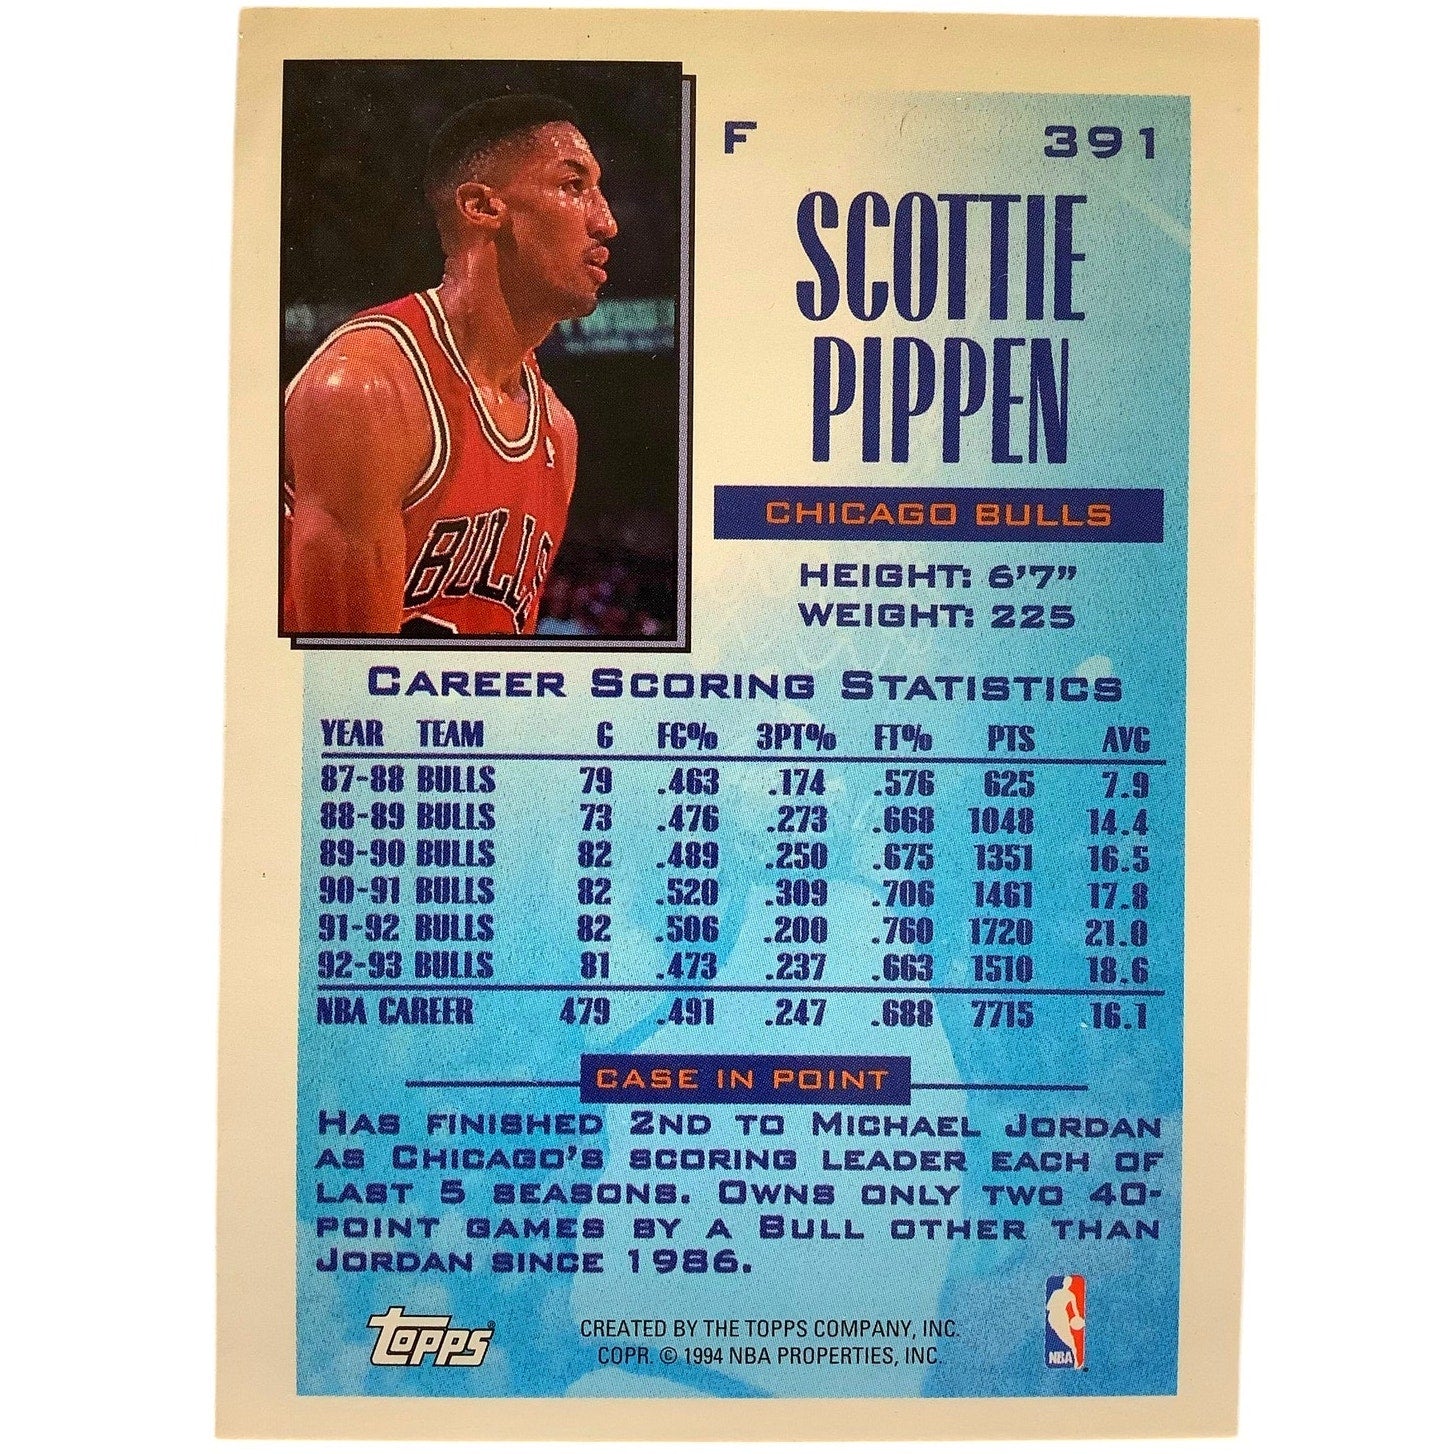 F 391
SCOTTIE
PIPPEN
CHICAGO BULLS
HEIGHT: 6'7"
WEIGHT: 225
BULLS
CAREER SCORING STATISTICS
YEAR TEAM G FG% 3PT% FT% PTS AVG
87-88 BULLS 79 .463 .174 .576 625 7.9
88-89 BULLS 73 .476 .273 .668 1048 14.4
89-90 BULLS 82 .489 .250 .675 1351 16.5
90-91 BULLS 82 .520 .309 .706 1461 17.8
91-92 BULLS 82 .506 .200 .760 1720 21.0
92-93 BULLS 81 .473 .237 .663 1510 18.6
NBA CAREER 479 .491 .247 .688 7715 16.1
CASE IN POINT
HAS FINISHED 2ND TO MICHAEL JORDAN
AS CHICAGO'S SCORING LEADER EACH OF
LAST 5 SEASONS. OWNS ONLY TWO 40-
POINT GAMES BY A BULL OTHER THAN
JORDAN SINCE 1986.
TOPPS®
CREATED BY THE TOPPS COMPANY, INC.
COPR. © 1994 NBA PROPERTIES, INC.
NBA